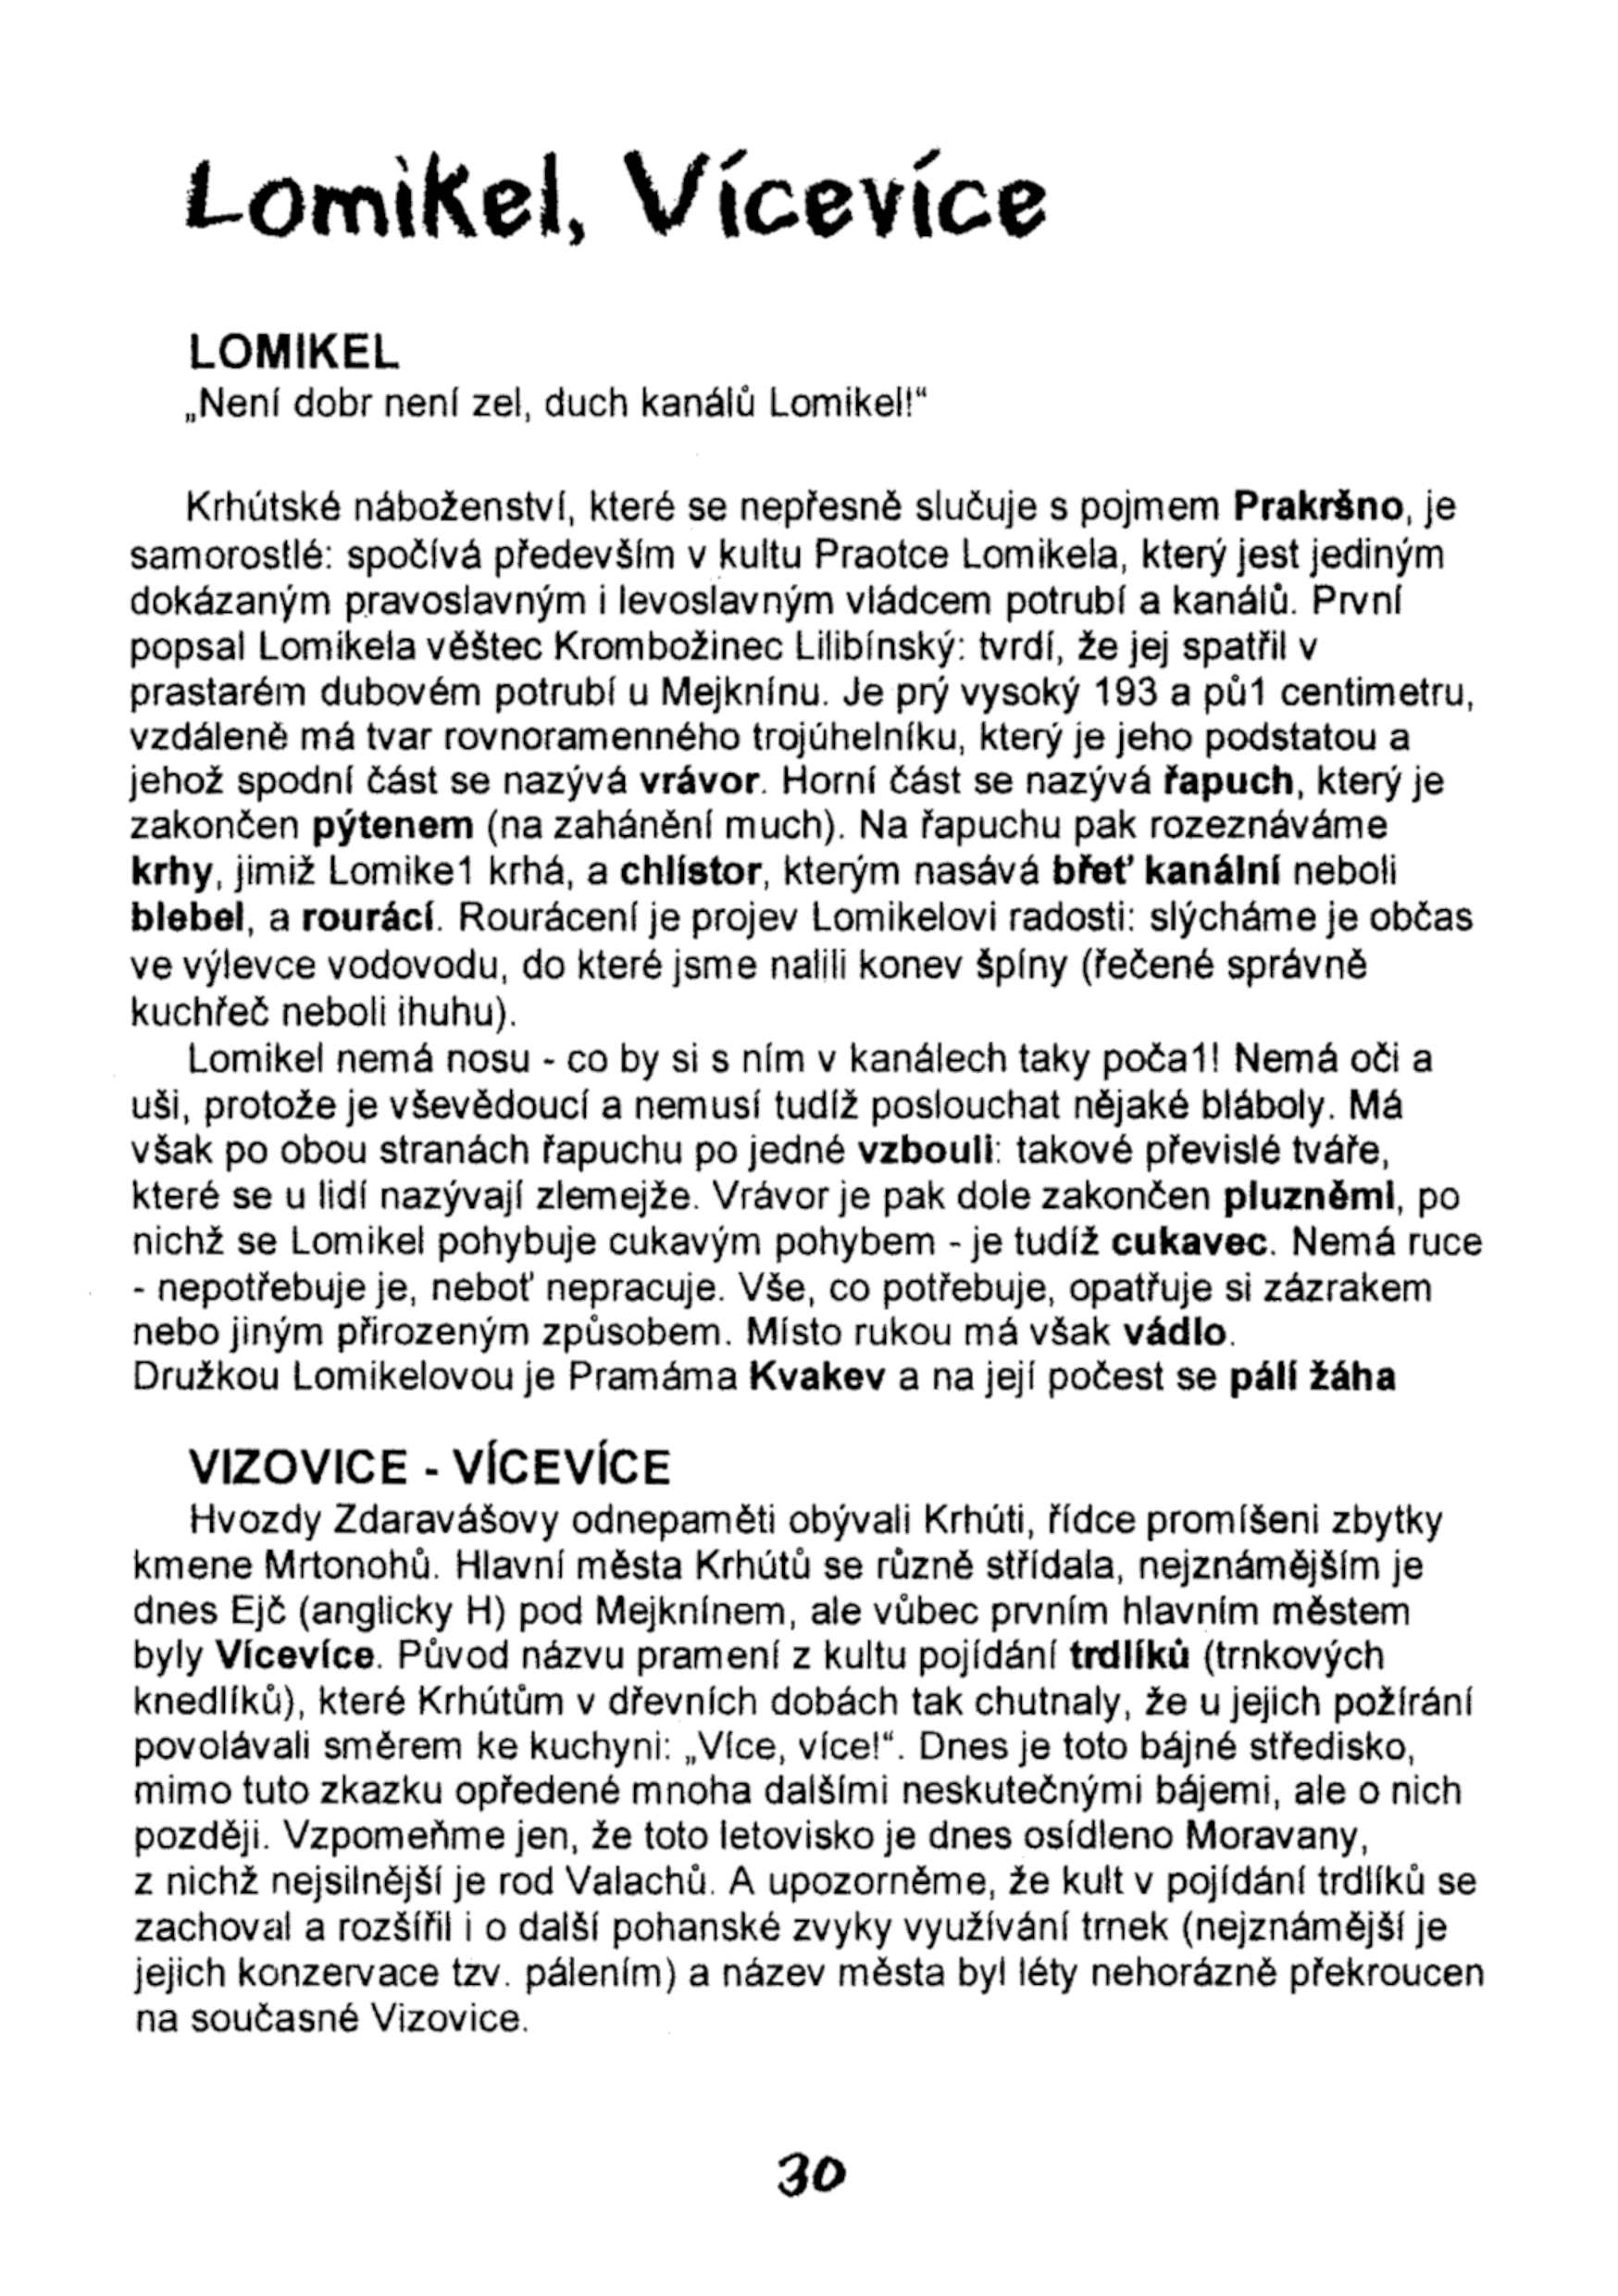 Lomikel, Vícevíce
LOMIKEL
„Není dobr není zel, duch kanálů Lomikel!“
Krhútské náboženství, které se nepřesně slučuje s pojmem Prakršno, je
samorostlé: spočívá především v kultu Praotce Lomikela, který jest jediným
dokázaným pravoslavným i levoslavným vládcem potrubí a kanálů. První
popsal Lomikela věštec Krombožinec Lilibínský: tvrdí, že jej spatřil v
prastarém dubovém potrubí u Mejknínu. Je prý vysoký 193 a pů1 centimetru,
vzdáleně má tvar rovnoramenného trojúhelníku, který je jeho podstatou a
jehož spodní část se nazývá vrávor. Horní část se nazývá řapuch, který je
zakončen pýtenem (na zahánění much). Na řapuchu pak rozeznáváme
krhy, jimiž Lomike1 krhá, a chlístor, kterým nasává břeť kanální neboli
blebel, a rourácí. Rourácení je projev Lomikelovi radosti: slýcháme je občas
ve výlevce vodovodu, do které jsme nalili konev špíny (řečené správně
kuchřeč neboli ihuhu).
Lomikel nemá nosu - co by si s ním v kanálech taky poča1! Nemá oči a
uši, protože je vševědoucí a nemusí tudíž poslouchat nějaké bláboly. Má
však po obou stranách řapuchu po jedné vzbouli: takové převislé tváře,
které se u lidí nazývají zlemejže. Vrávor je pak dole zakončen pluzněmi, po
nichž se Lomikel pohybuje cukavým pohybem - je tudíž cukavec. Nemá ruce
- nepotřebuje je, neboť nepracuje. Vše, co potřebuje, opatřuje si zázrakem
nebo jiným přirozeným způsobem. Místo rukou má však vádlo.
Družkou Lomikelovou je Pramáma Kvakev a na její počest se pálí žáha
VIZOVICE - VÍCEVÍCE
Hvozdy Zdaravášovy odnepaměti obývali Krhúti, řídce promíšeni zbytky
kmene Mrtonohů. Hlavní města Krhútů se různě střídala, nejznámějším je
dnes Ejč (anglicky H) pod Mejknínem, ale vůbec prvním hlavním městem
byly Vícevíce. Původ názvu pramení z kultu pojídání trdlíků (trnkových
knedlíků), které Krhútům v dřevních dobách tak chutnaly, že u jejich požírání
povolávali směrem ke kuchyni: „Více, více!“. Dnes je toto bájné středisko,
mimo tuto zkazku opředené mnoha dalšími neskutečnými bájemi, ale o nich
později. Vzpomeňme jen, že toto letovisko je dnes osídleno Moravany,
z nichž nejsilnější je rod Valachů. A upozorněme, že kult v pojídání trdlíků se
zachoval a rozšířil i o další pohanské zvyky využívání trnek (nejznámější je
jejich konzervace tzv. pálením) a název města byl léty nehorázně překroucen
na současné Vizovice.
30